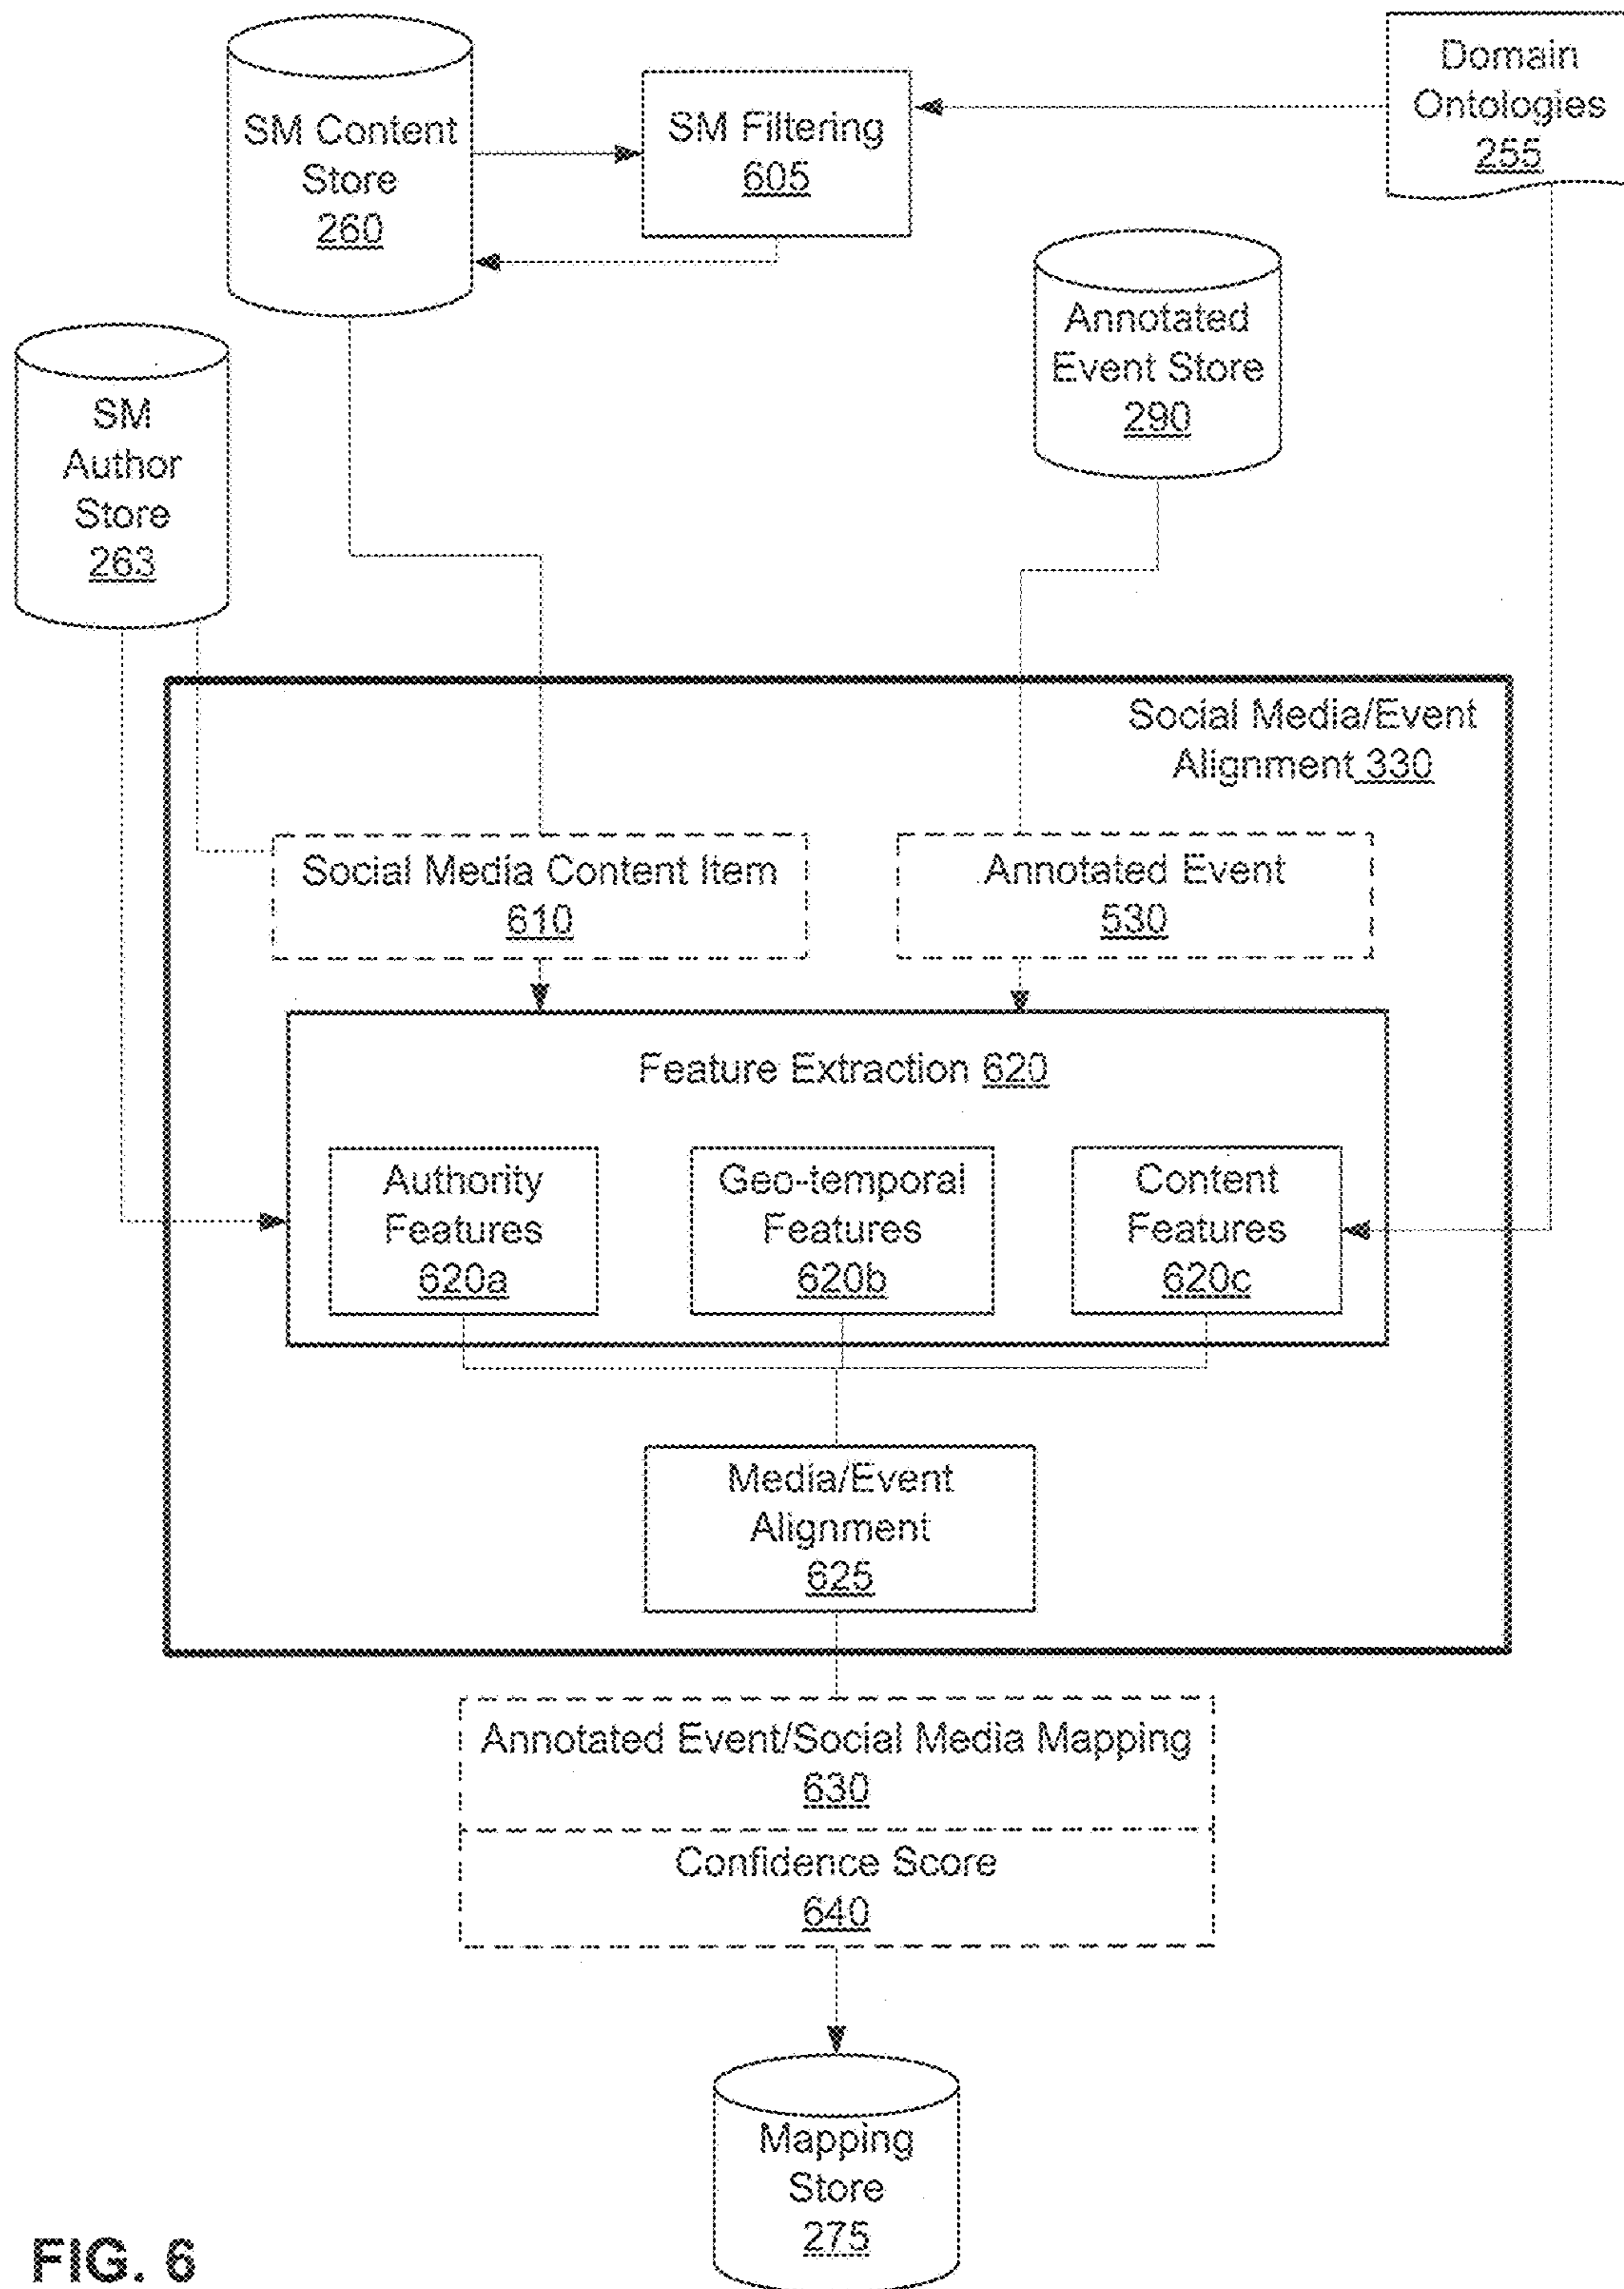 SM Content
Store
260
SM Filtering
605
Domain
Ontologies
255
Annotated
Event Store
290
SM
Author
Store
263
Social Media/Event
Alignment 330
Social Media Content Item
610
Annotated Event
530
Feature Extraction 620
Authority
Features
620a
Geo-temporal
Features
620b
Content
Features
620c
Media/Event
Alignment
625
Annotated Event/Social Media Mapping
630
Confidence Score
640
Mapping
Store
275
FIG. 6